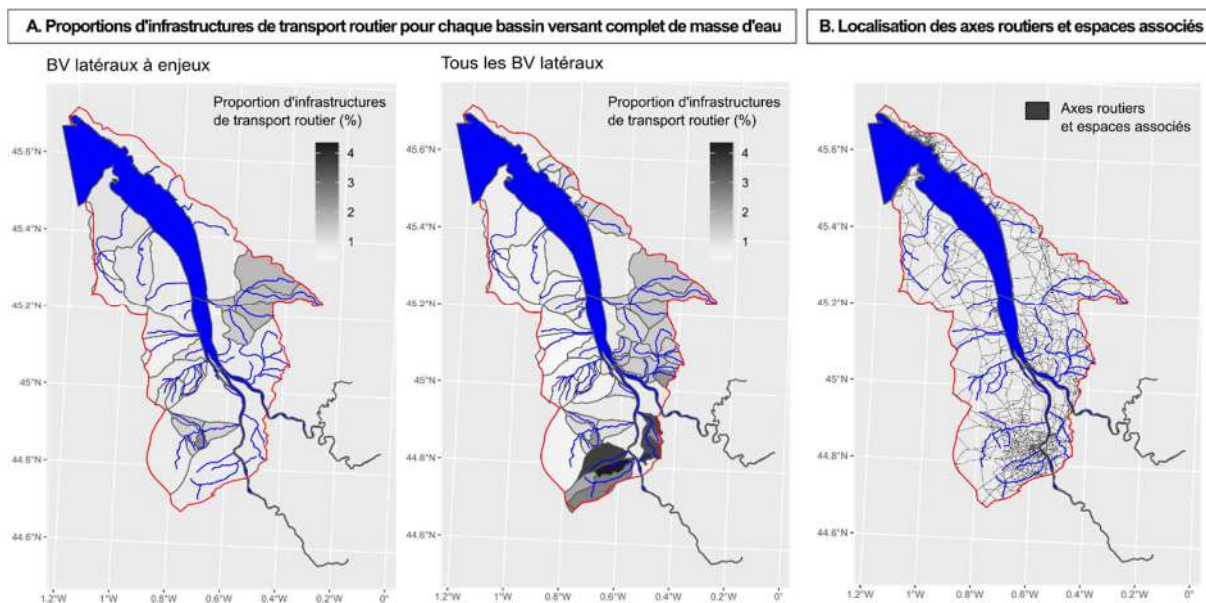 A. Proportions d'infrastructures de transport routier pour chaque bassin versant complet de masse d'eau
B. Localisation des axes routiers et espaces associés
BV latéraux à enjeux
Proportion d'infrastructures
de transport routier (%)
4
3
2
1
45.6°N
45.4°N
45.2°N
45°N
44.8°N
44.6°N
1.2°W
1°W
0.8°W
0.6°W
0.4°W
0.2°W
0°
Tous les BV latéraux
Proportion d'infrastructures
de transport routier (%)
4
3
2
1
45.6°N
45.4°N
45.2°N
45°N
44.8°N
44.6°N
1.2°W
1°W
0.8°W
0.6°W
0.4°W
0.2°W
0°
Axes routiers
et espaces associés
45.6°N
45.4°N
45.2°N
45°N
44.8°N
44.6°N
1.2°W
1°W
0.8°W
0.6°W
0.4°W
0.2°W
0°